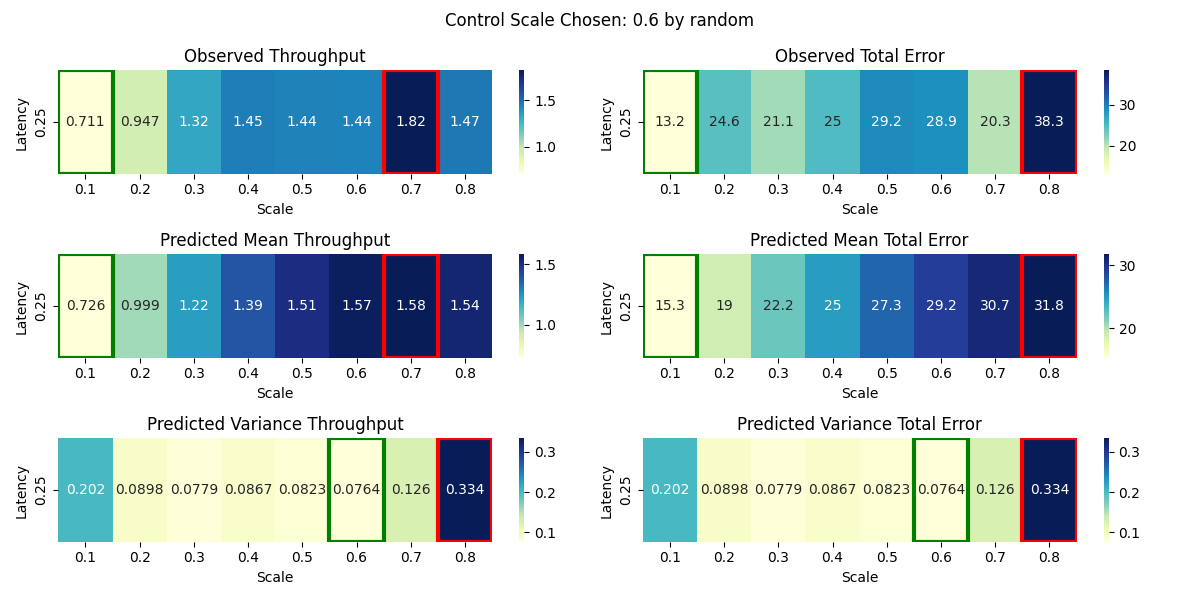 Control Scale Chosen: 0.6 by random
Observed Throughput
Latency
0.25
0.711 0.947 1.32 1.45 1.44 1.44 1.82 1.47
0.1 0.2 0.3 0.4 0.5 0.6 0.7 0.8
Scale
1.5
1.0
Observed Total Error
Latency
0.25
13.2 24.6 21.1 25 29.2 28.9 20.3 38.3
0.1 0.2 0.3 0.4 0.5 0.6 0.7 0.8
Scale
30
20
Predicted Mean Throughput
Latency
0.25
0.726 0.999 1.22 1.39 1.51 1.57 1.58 1.54
0.1 0.2 0.3 0.4 0.5 0.6 0.7 0.8
Scale
1.5
1.0
Predicted Mean Total Error
Latency
0.25
15.3 19 22.2 25 27.3 29.2 30.7 31.8
0.1 0.2 0.3 0.4 0.5 0.6 0.7 0.8
Scale
30
20
Predicted Variance Throughput
Latency
0.25
0.202 0.0898 0.0779 0.0867 0.0823 0.0764 0.126 0.334
0.1 0.2 0.3 0.4 0.5 0.6 0.7 0.8
Scale
0.3
0.2
0.1
Predicted Variance Total Error
Latency
0.25
0.202 0.0898 0.0779 0.0867 0.0823 0.0764 0.126 0.334
0.1 0.2 0.3 0.4 0.5 0.6 0.7 0.8
Scale
0.3
0.2
0.1